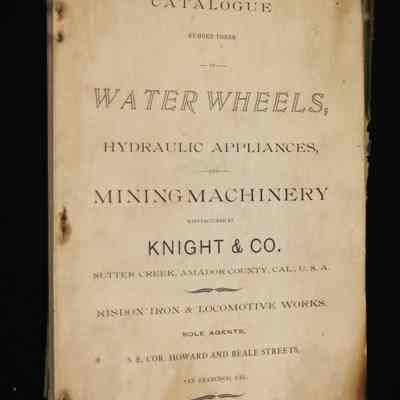 CATALOGUE
NUMBER THREE
— OF —
WATER WHEELS,
HYDRAULIC APPLIANCES,
— AND —
MINING MACHINERY
MANUFACTURED BY
KNIGHT & CO.
SUTTER CREEK, AMADOR COUNTY, CAL., U. S. A.
RISDON IRON & LOCOMOTIVE WORKS.
SOLE AGENTS,
S. E. COR. HOWARD AND BEALE STREETS,
SAN FRANCISCO, CAL.